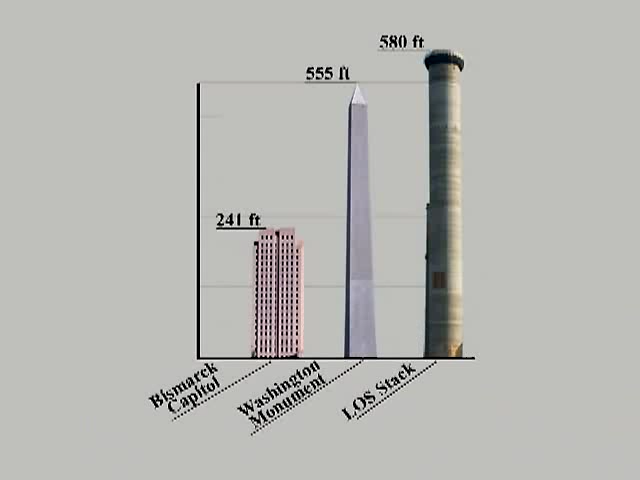 580 ft
555 ft
241 ft
Bismarck
Capitol
Washington
Monument
LOS Stack